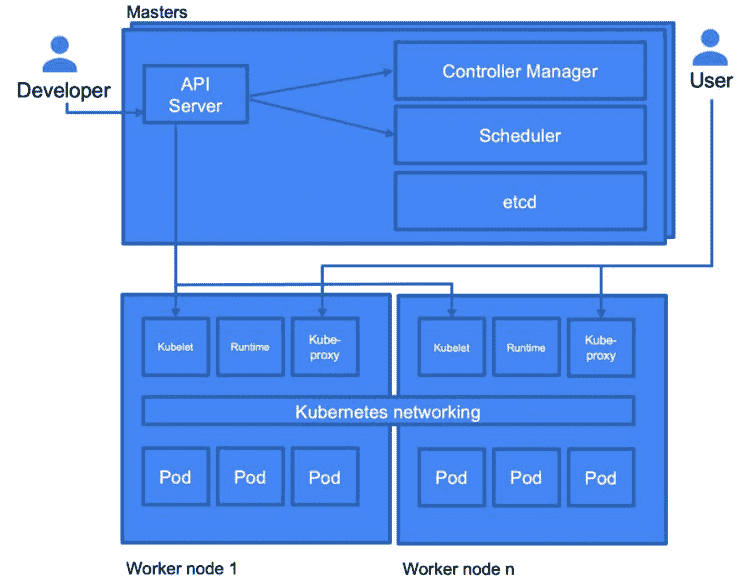 Masters
Developer
User
API
Server
Controller Manager
Scheduler
etcd
Kubelet
Runtime
Kube-
proxy
Kubelet
Runtime
Kube-
proxy
Kubernetes networking
Pod
Pod
Pod
Pod
Pod
Pod
Worker node 1
Worker node n